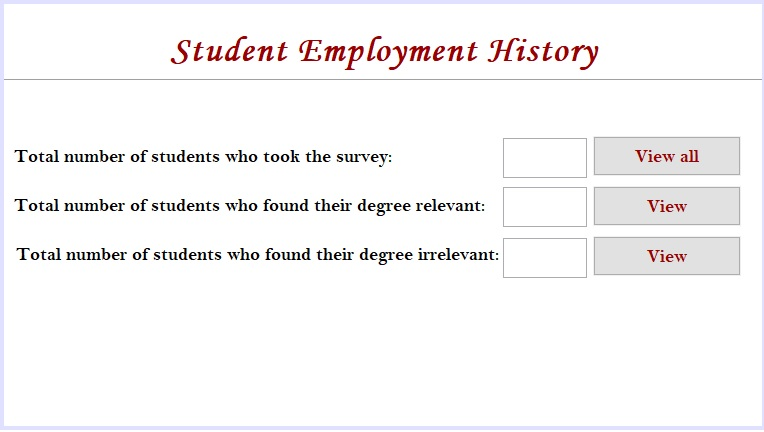 Student Employment History
Total number of students who took the survey:
View all
Total number of students who found their degree relevant:
View
Total number of students who found their degree irrelevant:
View